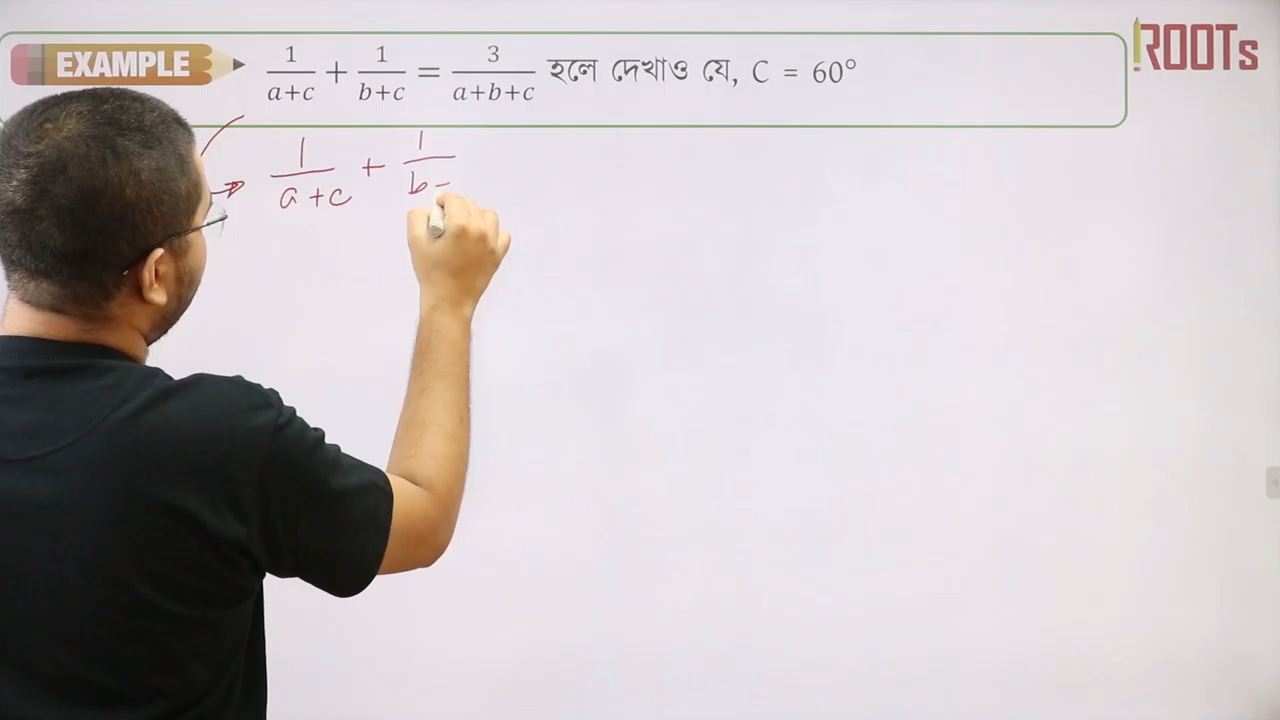 EXAMPLE 1/(a+c) + 1/(b+c) = 3/(a+b+c) হলে দেখাও যে, C = 60°
ROOTs
1/(a+c) + 1/(b-